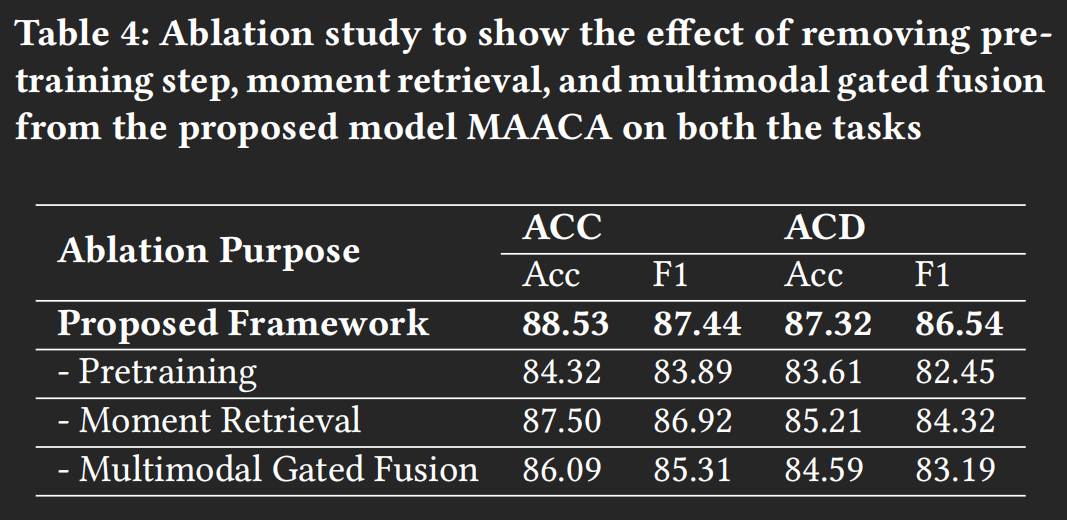 Table 4: Ablation study to show the effect of removing pre-
training step, moment retrieval, and multimodal gated fusion
from the proposed model MAACA on both the tasks
Ablation Purpose ACC ACD
Acc F1 Acc F1
Proposed Framework 88.53 87.44 87.32 86.54
- Pretraining 84.32 83.89 83.61 82.45
- Moment Retrieval 87.50 86.92 85.21 84.32
- Multimodal Gated Fusion 86.09 85.31 84.59 83.19